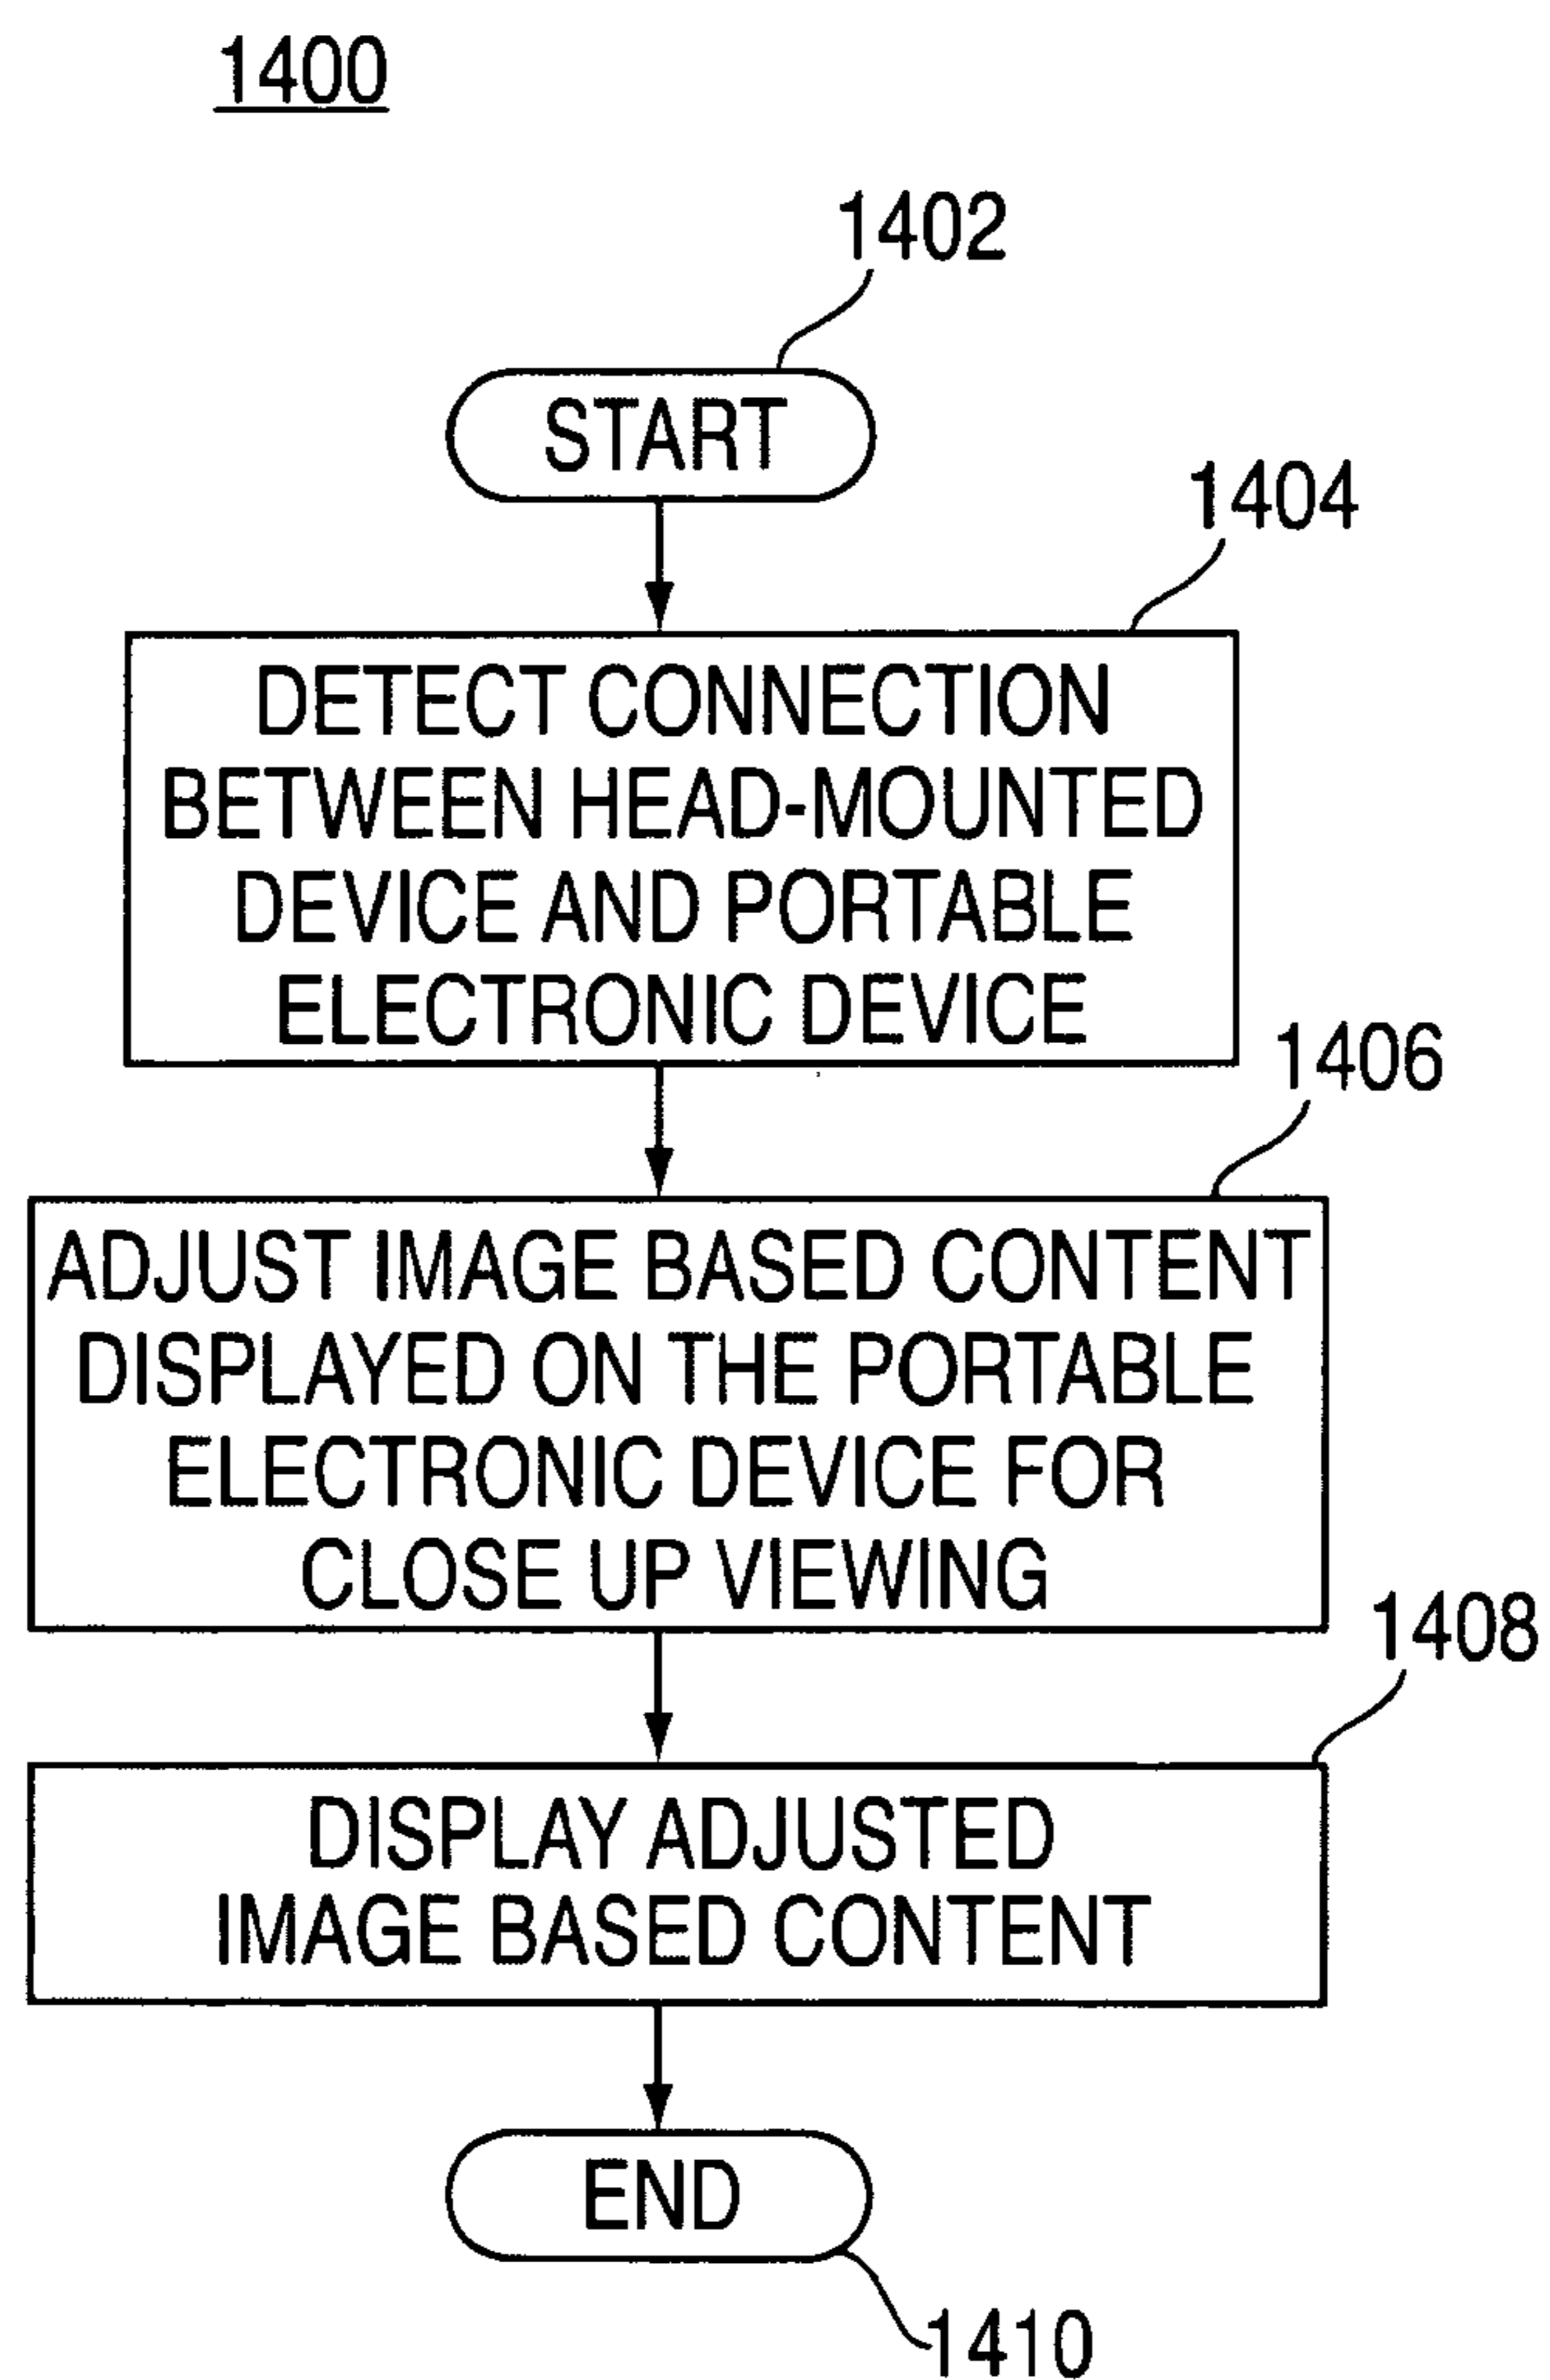 1400
1402
START
1404
DETECT CONNECTION
BETWEEN HEAD-MOUNTED
DEVICE AND PORTABLE
ELECTRONIC DEVICE
1406
ADJUST IMAGE BASED CONTENT
DISPLAYED ON THE PORTABLE
ELECTRONIC DEVICE FOR
CLOSE UP VIEWING
1408
DISPLAY ADJUSTED
IMAGE BASED CONTENT
END
1410